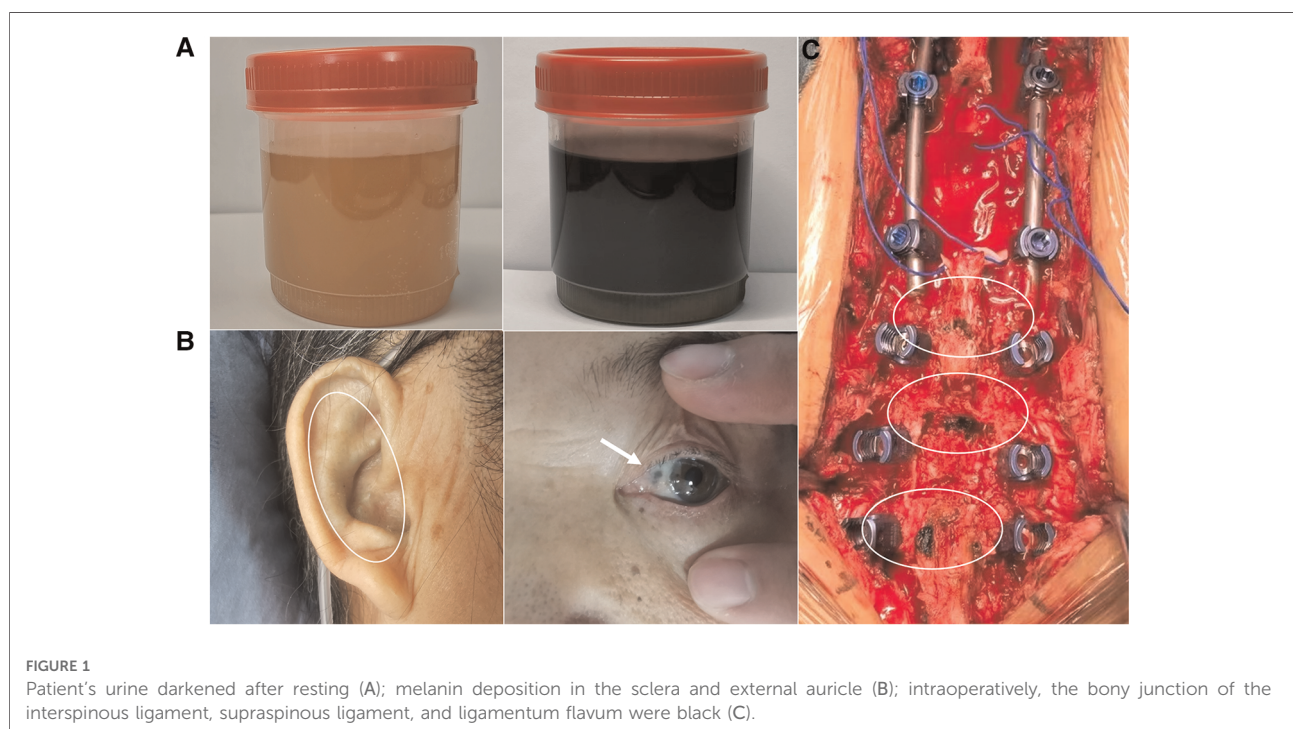 A
C
B
FIGURE 1
Patient's urine darkened after resting (A); melanin deposition in the sclera and external auricle (B); intraoperatively, the bony junction of the
interspinous ligament, supraspinous ligament, and ligamentum flavum were black (C).